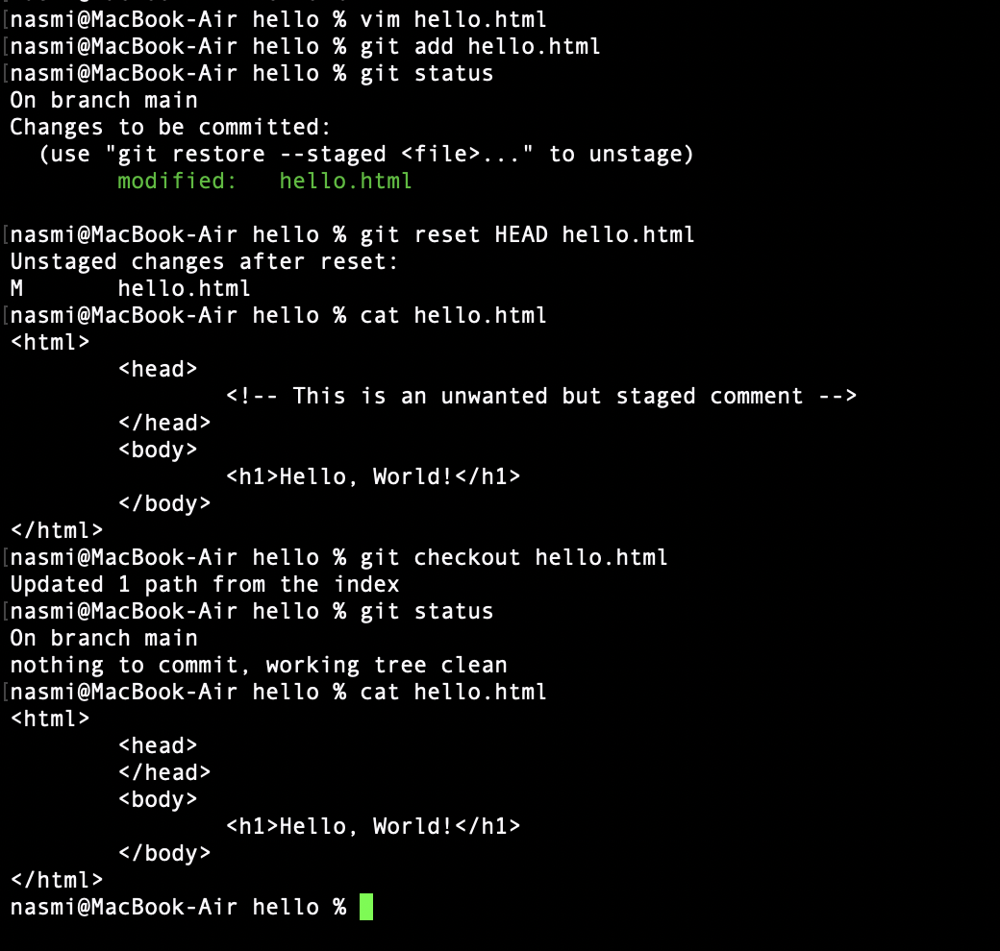 [nasmi@MacBook-Air hello % vim hello.html
[nasmi@MacBook-Air hello % git add hello.html
[nasmi@MacBook-Air hello % git status
On branch main
Changes to be committed:
  (use "git restore --staged <file>..." to unstage)
        modified:   hello.html

[nasmi@MacBook-Air hello % git reset HEAD hello.html
Unstaged changes after reset:
M       hello.html
[nasmi@MacBook-Air hello % cat hello.html
<html>
        <head>
                <!-- This is an unwanted but staged comment -->
        </head>
        <body>
                <h1>Hello, World!</h1>
        </body>
</html>
[nasmi@MacBook-Air hello % git checkout hello.html
Updated 1 path from the index
[nasmi@MacBook-Air hello % git status
On branch main
nothing to commit, working tree clean
[nasmi@MacBook-Air hello % cat hello.html
<html>
        <head>
        </head>
        <body>
                <h1>Hello, World!</h1>
        </body>
</html>
nasmi@MacBook-Air hello %